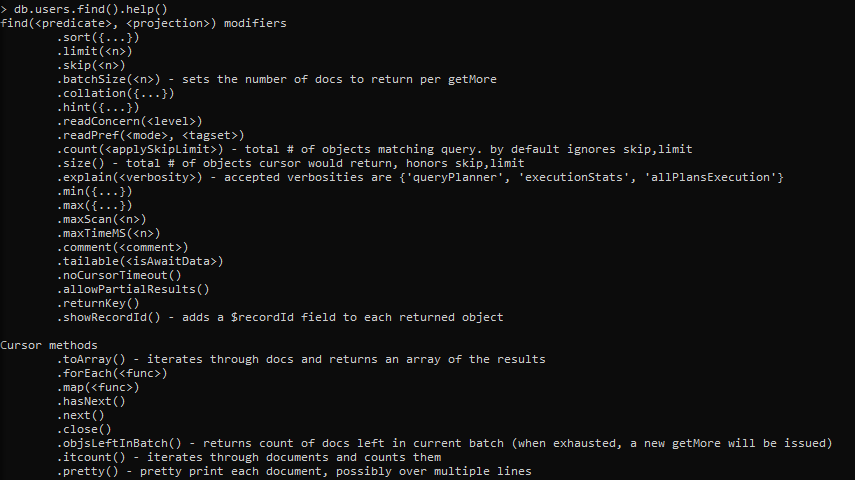 > db.users.find().help()
find(<predicate>, <projection>) modifiers
.sort({...})
.limit(<n>)
.skip(<n>)
.batchSize(<n>) - sets the number of docs to return per getMore
.collation({...})
.hint({...})
.readConcern(<level>)
.readPref(<mode>, <tagset>)
.count(<applySkipLimit>) - total # of objects matching query. by default ignores skip,limit
.size() - total # of objects cursor would return, honors skip,limit
.explain(<verbosity>) - accepted verbosities are {'queryPlanner', 'executionStats', 'allPlansExecution'}
.min({...})
.max({...})
.maxScan(<n>)
.maxTimeMS(<n>)
.comment(<comment>)
.tailable(<isAwaitData>)
.noCursorTimeout()
.allowPartialResults()
.returnKey()
.showRecordId() - adds a $recordId field to each returned object
Cursor methods
.toArray() - iterates through docs and returns an array of the results
.forEach(<func>)
.map(<func>)
.hasNext()
.next()
.close()
.objsLeftInBatch() - returns count of docs left in current batch (when exhausted, a new getMore will be issued)
.itcount() - iterates through documents and counts them
.pretty() - pretty print each document, possibly over multiple lines